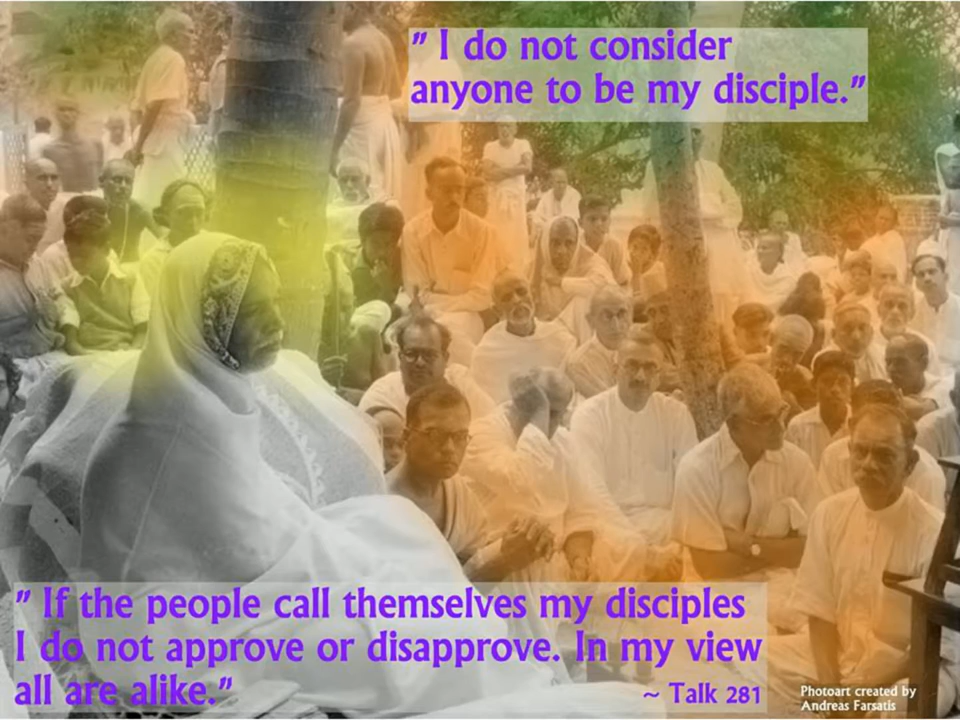 " I do not consider
anyone to be my disciple."
" If the people call themselves my disciples
I do not approve or disapprove. In my view
all are alike."
~ Talk 281
Photoart created by
Andreas Farsatis